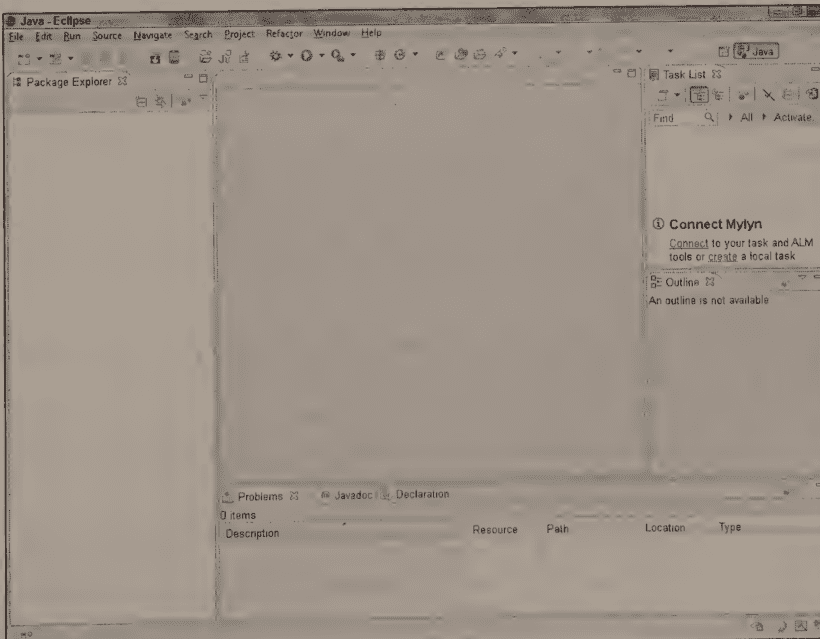 Java - Eclipse
File Edit Run Source Navigate Search Project Refactor Window Help
Java
Package Explorer
Task List
Find All Activate
Connect Mylyn
Connect to your task and ALM
tools or create a local task
Outline
An outline is not available
Problems Javadoc Declaration
0 items
Description Resource Path Location Type